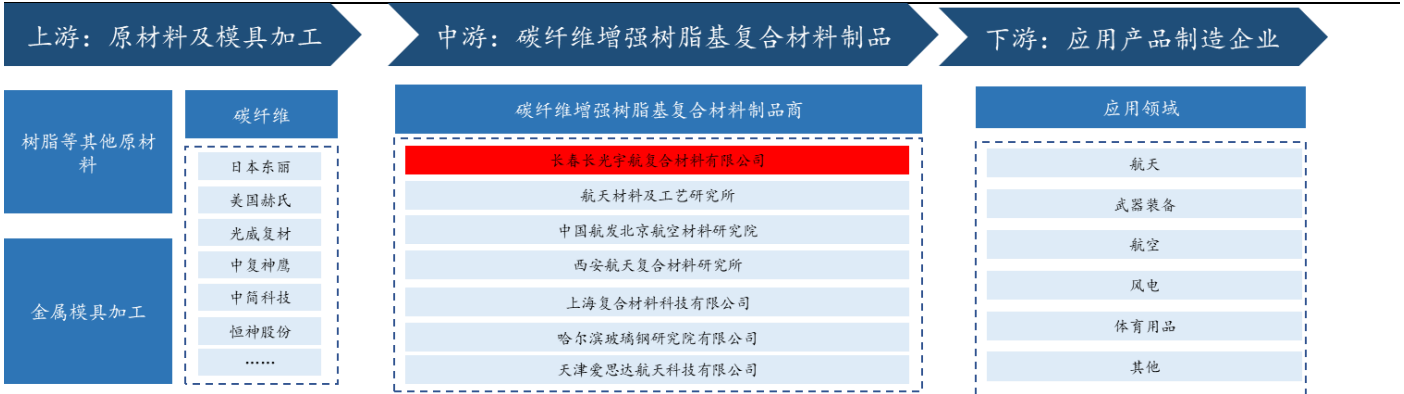 上游：原材料及模具加工
中游：碳纤维增强树脂基复合材料制品
下游：应用产品制造企业
树脂等其他原材
料
金属模具加工
碳纤维
日本东丽
美国赫氏
光威复材
中复神鹰
中简科技
恒神股份
……
碳纤维增强树脂基复合材料制品商
长春长光宇航复合材料有限公司
航天材料及工艺研究所
中国航发北京航空材料研究院
西安航天复合材料研究所
上海复合材料科技有限公司
哈尔滨玻璃钢研究院有限公司
天津爱思达航天科技有限公司
应用领域
航天
武器装备
航空
风电
体育用品
其他